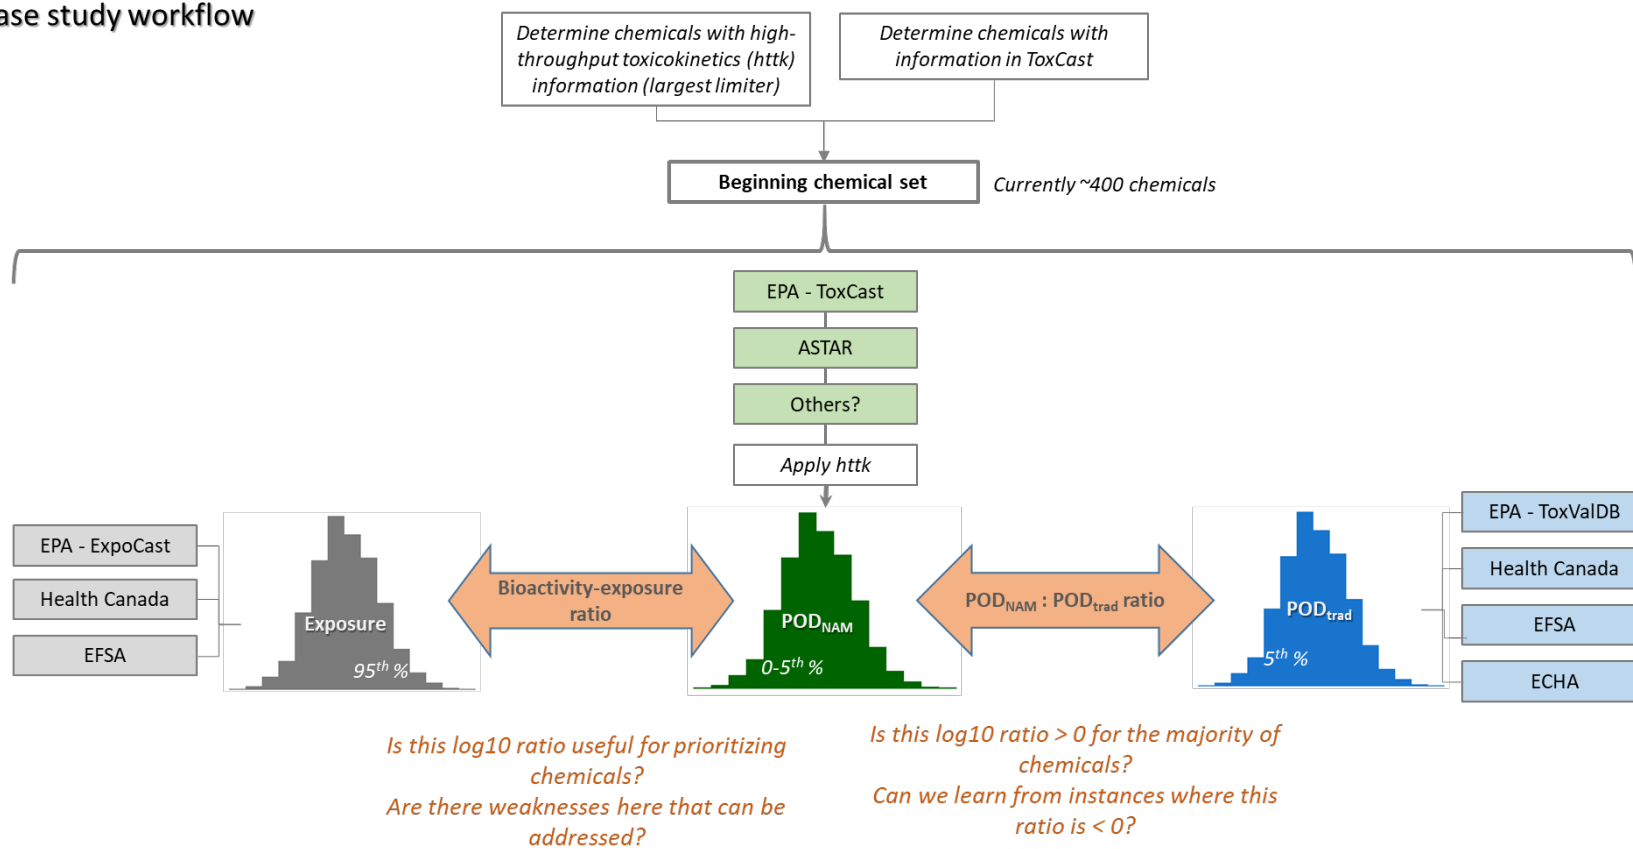 ase study workflow
Determine chemicals with high-
throughput toxicokinetics (httk)
information (largest limiter)
Determine chemicals with
information in ToxCast
Beginning chemical set
Currently ~400 chemicals
EPA - ToxCast
ASTAR
Others?
Apply httk
EPA - ExpoCast
Health Canada
EFSA
Exposure
95th %
Bioactivity-exposure
ratio
PODNAM
0-5th %
PODNAM : PODtrad ratio
PODtrad
5th %
EPA - ToxValDB
Health Canada
EFSA
ECHA
Is this log10 ratio useful for prioritizing
chemicals?
Are there weaknesses here that can be
addressed?
Is this log10 ratio > 0 for the majority of
chemicals?
Can we learn from instances where this
ratio is < 0?